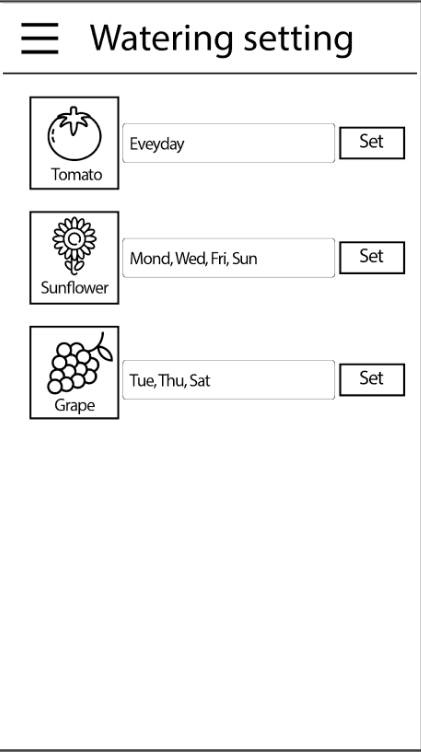 Watering setting
Eveyday
Set
Tomato
Mond, Wed, Fri, Sun
Set
Sunflower
Tue, Thu, Sat
Set
Grape